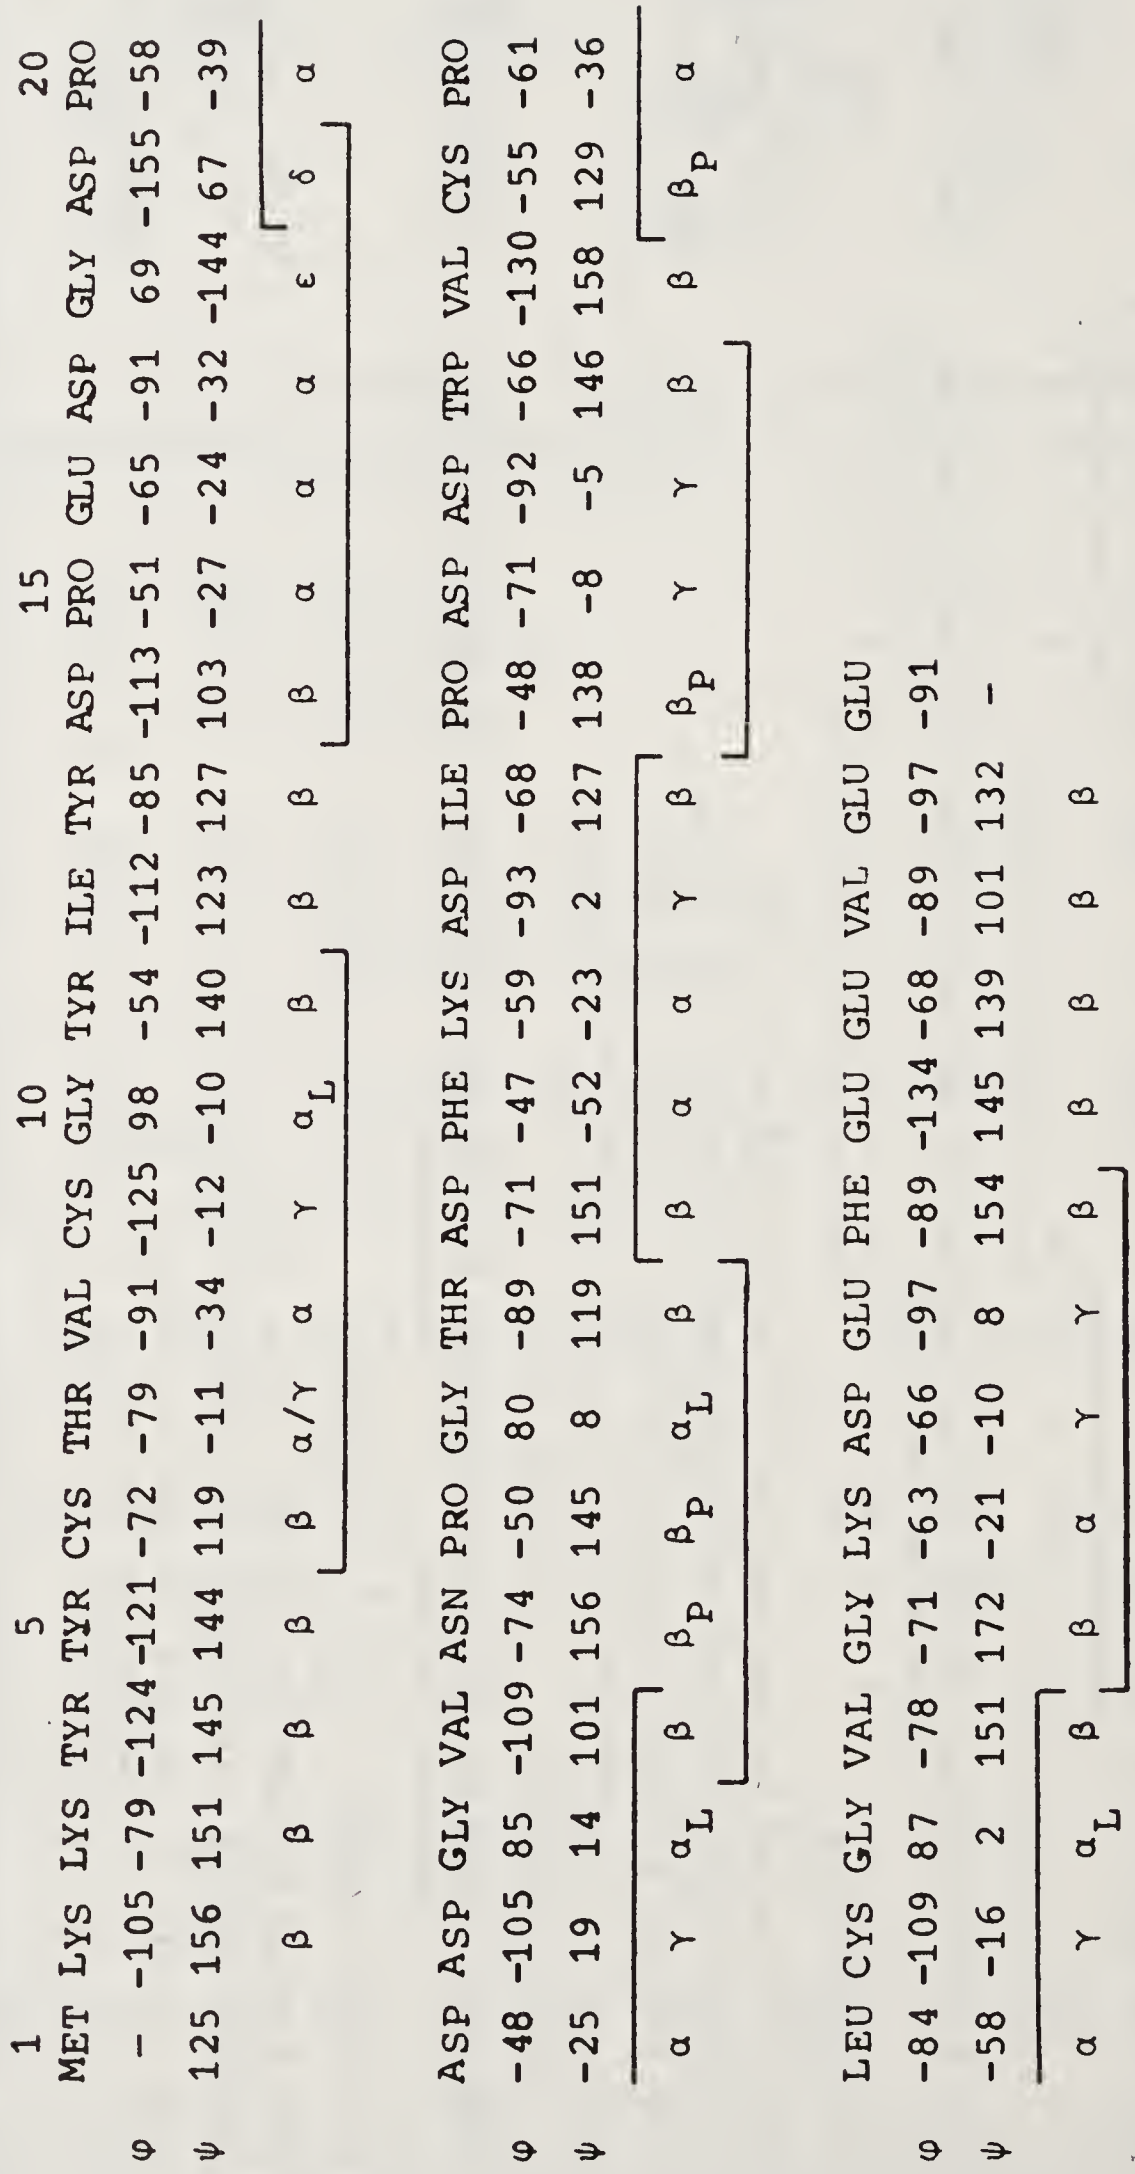 1 5 10 15 20
MET LYS LYS TYR TYR CYS THR VAL CYS GLY TYR ILE TYR ASP PRO GLU ASP GLY ASP PRO
φ – -105 -79 -124 -121 -72 -79 -91 -125 98 -54 -112 -85 -113 -51 -65 -91 69 -155 -58
ψ 125 156 151 145 144 119 -11 -34 -12 -10 140 123 127 103 -27 -24 -32 -144 67 -39
β β β β β α/γ α γ αL β β β β α α α ε δ α
ASP ASP GLY VAL ASN PRO GLY THR ASP PHE LYS ASP ILE PRO ASP ASP TRP VAL CYS PRO
φ -48 -105 85 -109 -74 -50 80 -89 -71 -47 -59 -93 -68 -48 -71 -92 -66 -130 -55 -61
ψ -25 19 14 101 156 145 8 119 151 -52 -23 2 127 138 -8 -5 146 158 129 -36
α γ αL β βP βP αL β β α α γ β βP γ γ β β βP α
LEU CYS GLY VAL GLY LYS ASP GLU PHE GLU GLU VAL GLU GLU
φ -84 -109 87 -78 -71 -63 -66 -97 -89 -134 -68 -89 -97 -91
ψ -58 -16 2 151 172 -21 -10 8 154 145 139 101 132 –
α γ αL β β α γ γ β β β β β